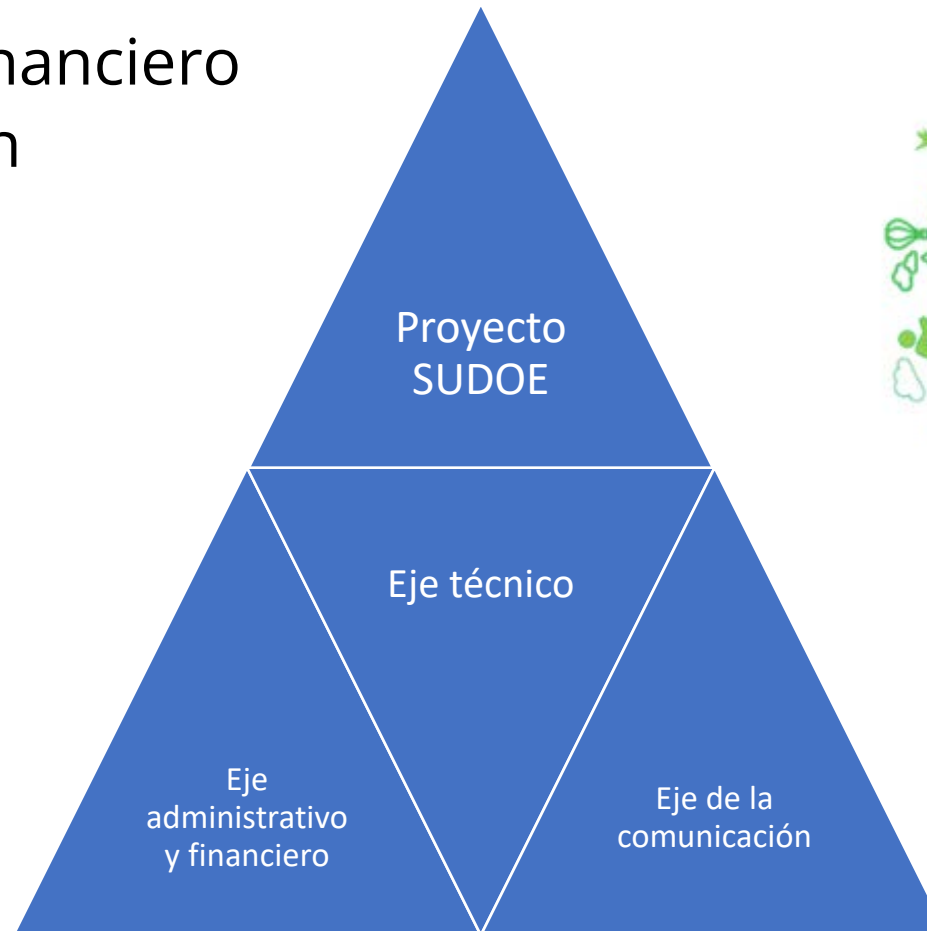 nanciero
n
Proyecto
SUDOE
Eje técnico
Eje
administrativo
y financiero
Eje de la
comunicación